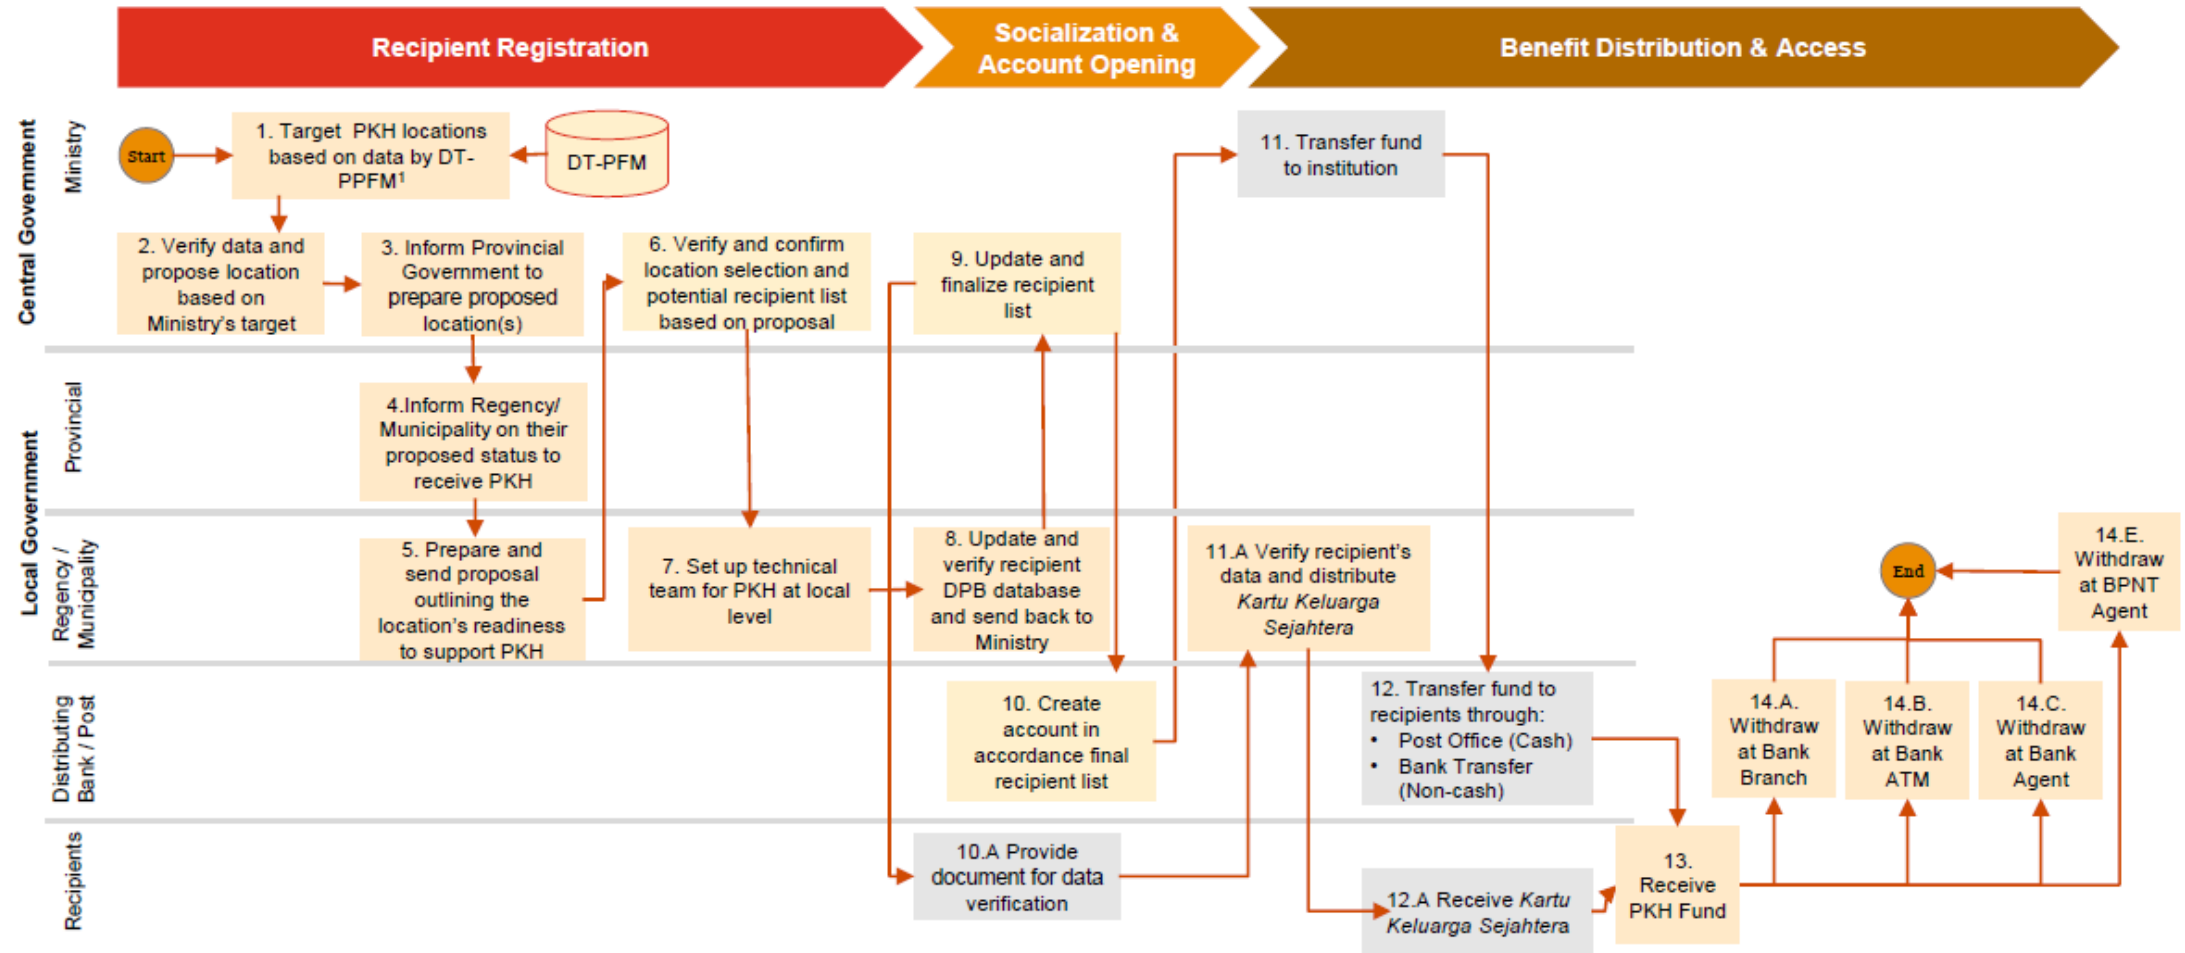 Recipient Registration
Socialization &
Account Opening
Benefit Distribution & Access
Central Government
Ministry
Start
1. Target PKH locations
based on data by DT-
PPFM¹
DT-PFM
2. Verify data and
propose location
based on
Ministry's target
3. Inform Provincial
Government to
prepare proposed
location(s)
6. Verify and confirm
location selection and
potential recipient list
based on proposal
9. Update and
finalize recipient
list
11. Transfer fund
to institution
Local Government
Provincial
4.Inform Regency/
Municipality on their
proposed status to
receive PKH
Regency /
Municipality
5. Prepare and
send proposal
outlining the
location's readiness
to support PKH
7. Set up technical
team for PKH at local
level
8. Update and
verify recipient
DPB database
and send back to
Ministry
11.A Verify recipient's
data and distribute
Kartu Keluarga
Sejahtera
End
14.E.
Withdraw
at BPNT
Agent
Distributing
Bank / Post
10. Create
account in
accordance final
recipient list
12. Transfer fund to
recipients through:
• Post Office (Cash)
• Bank Transfer
(Non-cash)
14.A.
Withdraw
at Bank
Branch
14.B.
Withdraw
at Bank
ATM
14.C.
Withdraw
at Bank
Agent
Recipients
10.A Provide
document for data
verification
12.A Receive Kartu
Keluarga Sejahtera
13.
Receive
PKH Fund